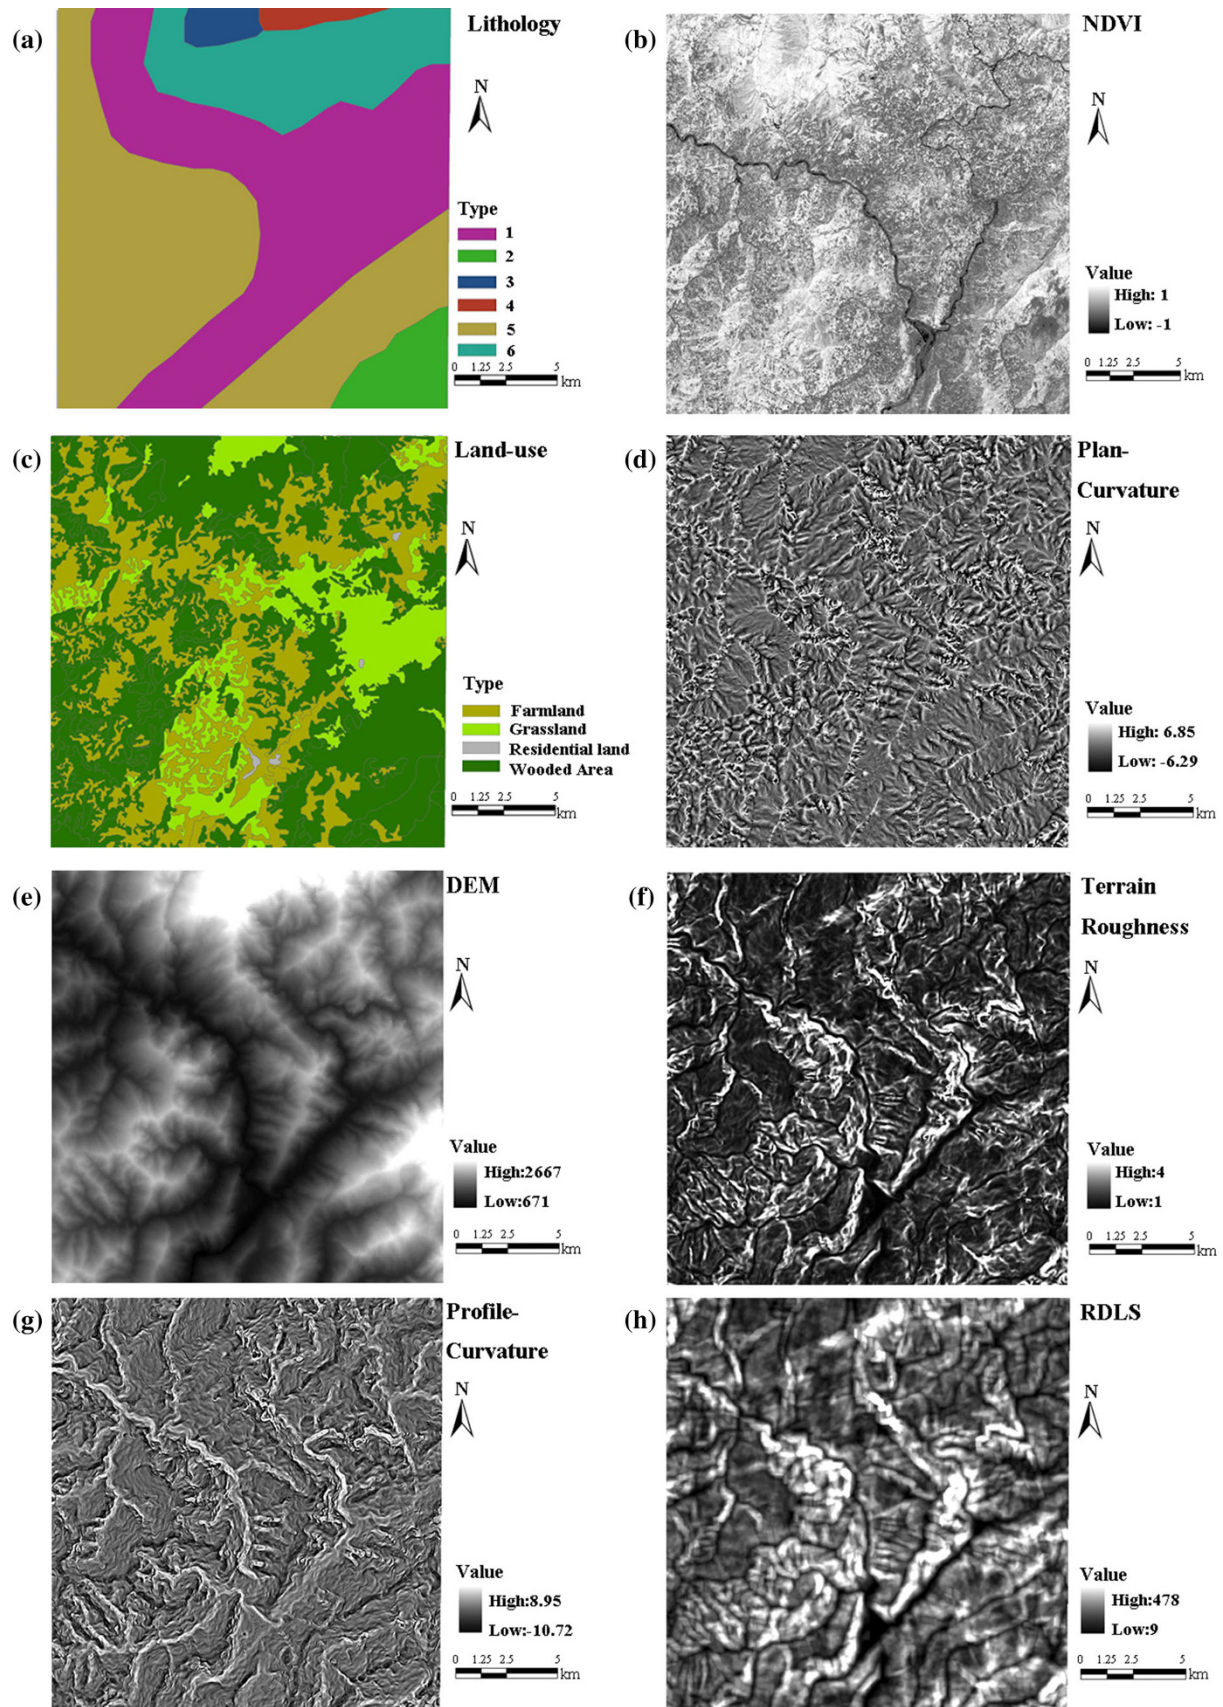 (a)
Lithology
N
Type
1
2
3
4
5
6
0 1.25 2.5 5
km
(b)
NDVI
N
Value
High: 1
Low: -1
0 1.25 2.5 5
km
(c)
Land-use
N
Type
Farmland
Grassland
Residential land
Wooded Area
0 1.25 2.5 5
km
(d)
Plan-
Curvature
N
Value
High: 6.85
Low: -6.29
0 1.25 2.5 5
km
(e)
DEM
N
Value
High:2667
Low:671
0 1.25 2.5 5
km
(f)
Terrain
Roughness
N
Value
High:4
Low:1
0 1.25 2.5 5
km
(g)
Profile-
Curvature
N
Value
High:8.95
Low:-10.72
0 1.25 2.5 5
km
(h)
RDLS
N
Value
High:478
Low:9
0 1.25 2.5 5
km